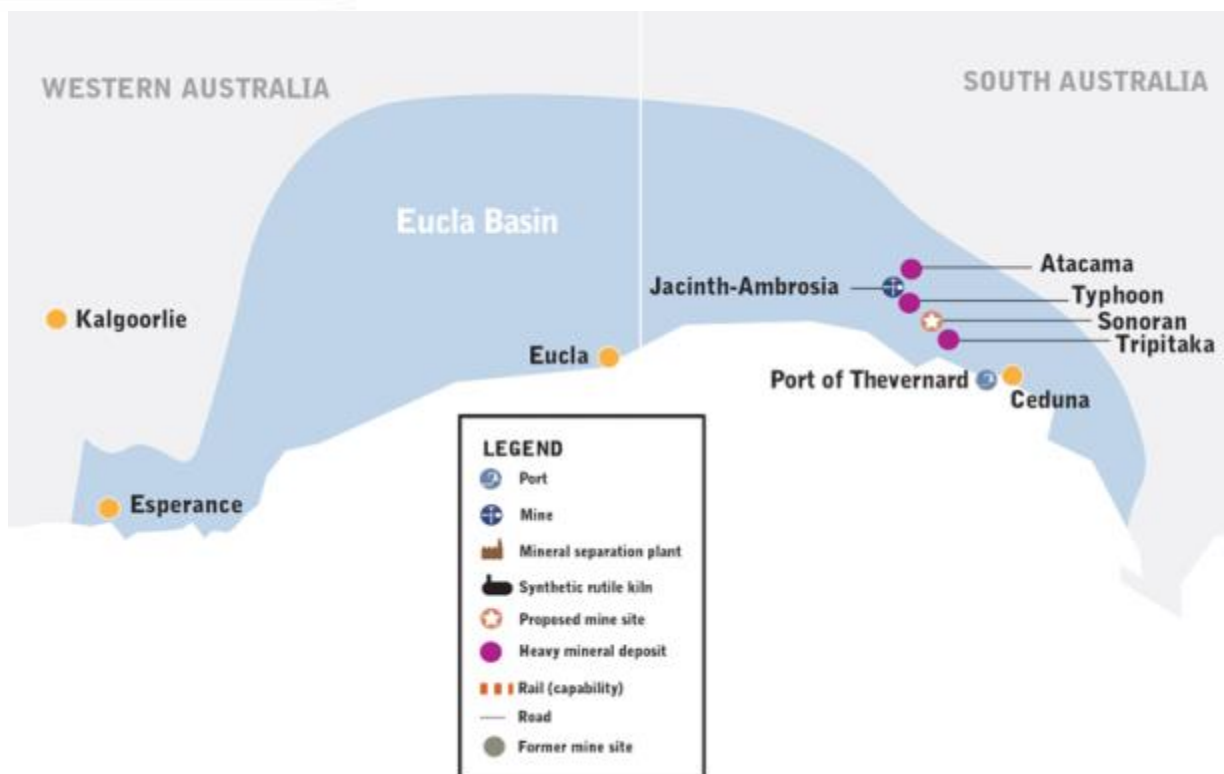 WESTERN AUSTRALIA
SOUTH AUSTRALIA
Eucla Basin
Atacama
Jacinth-Ambrosia
Typhoon
Sonoran
Kalgoorlie
Tripitaka
Eucla
Port of Thevernard
Ceduna
Esperance
LEGEND
Port
Mine
Mineral separation plant
Synthetic rutile kiln
Proposed mine site
Heavy mineral deposit
Rail (capability)
Road
Former mine site